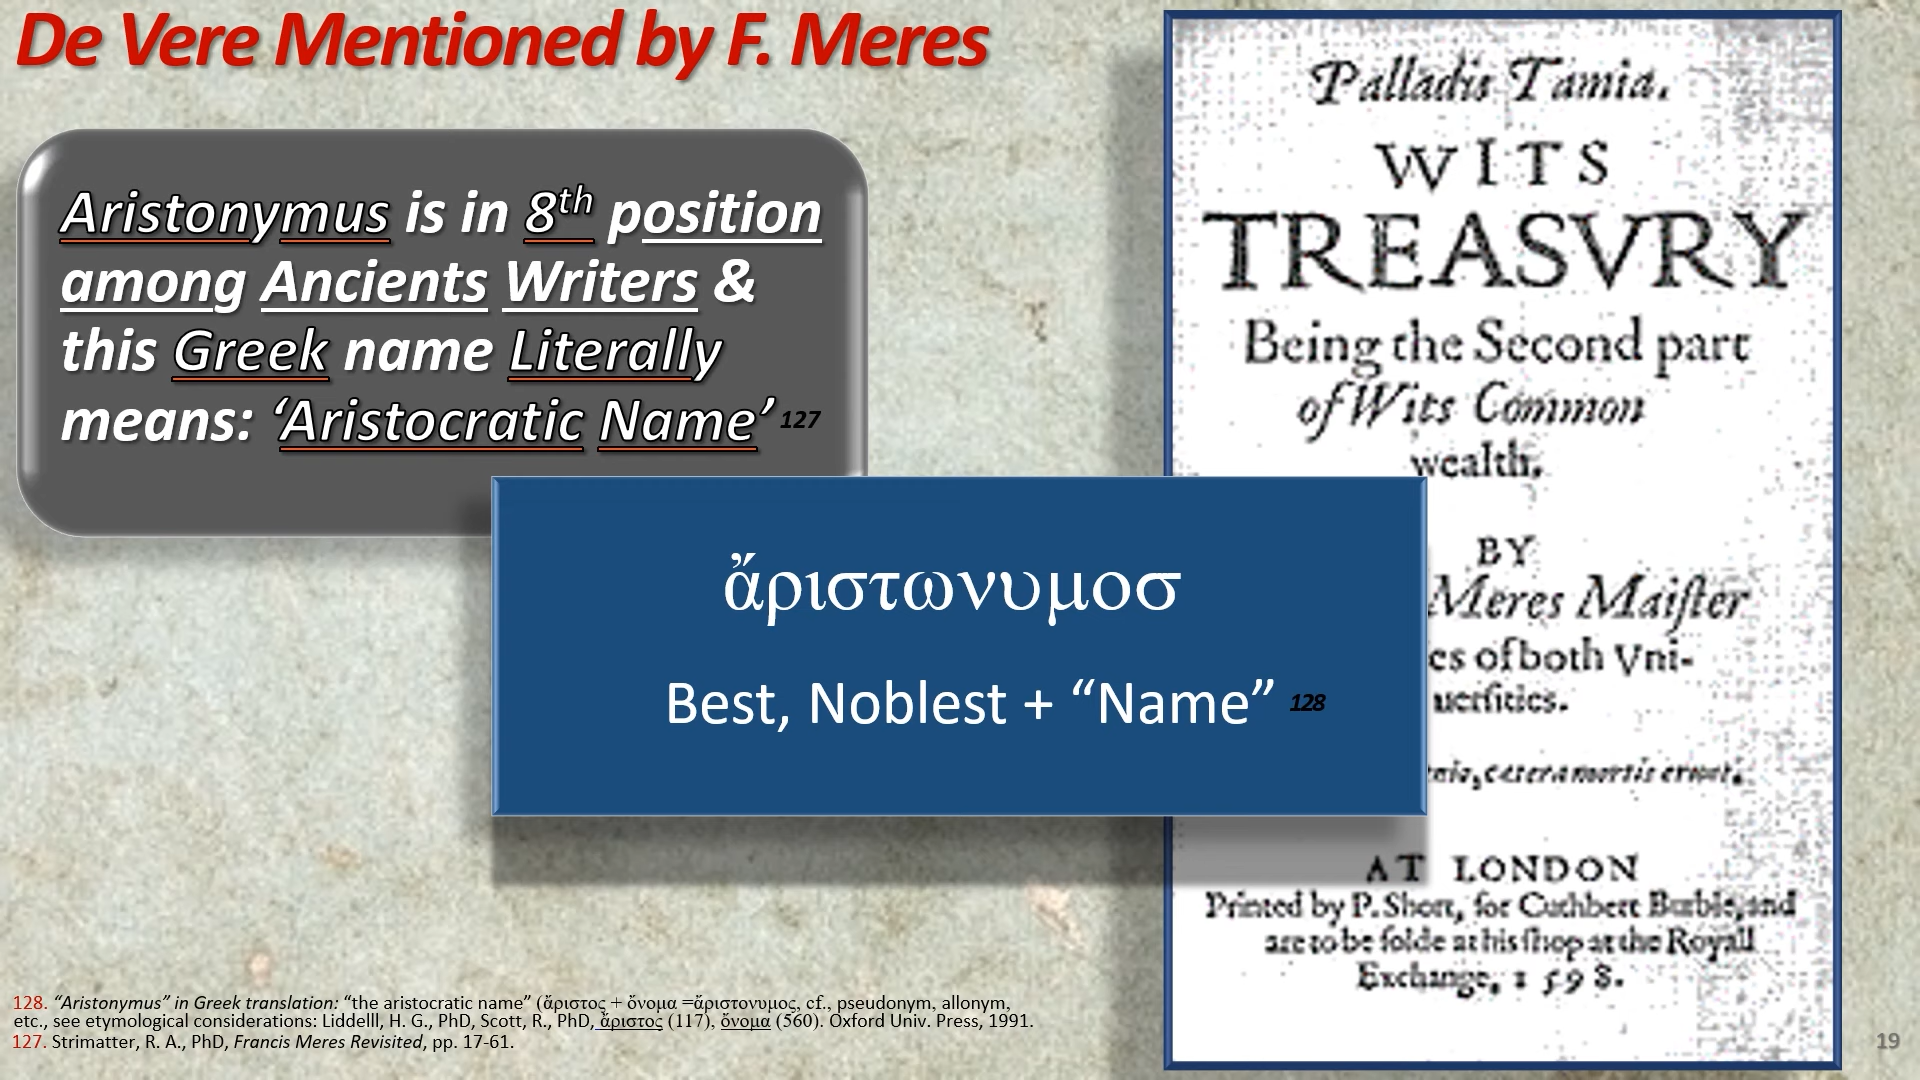 De Vere Mentioned by F. Meres
Aristonymus is in 8th position
among Ancients Writers &
this Greek name Literally
means: ‘Aristocratic Name’ 127
ἄριστωνυμοσ
Best, Noblest + “Name” 128
Palladis Tamia.
WITS
TREASVRY
Being the Second part
of Wits Common
wealth.
BY
Meres Maiſter
es of both Vni-
uerſities.
cætera mortis erunt.
AT LONDON
Printed by P. Short, for Cuthbert Burbie, and
are to be ſolde at his ſhop at the Royall
Exchange, 1598.
128. “Aristonymus” in Greek translation: “the aristocratic name” (ἄριστος + ὄνομα =ἄριστονυμος, cf., pseudonym, allonym,
etc., see etymological considerations: Liddelll, H. G., PhD, Scott, R., PhD, ἄριστος (117), ὄνομα (560). Oxford Univ. Press, 1991.
127. Strimatter, R. A., PhD, Francis Meres Revisited, pp. 17-61.
19